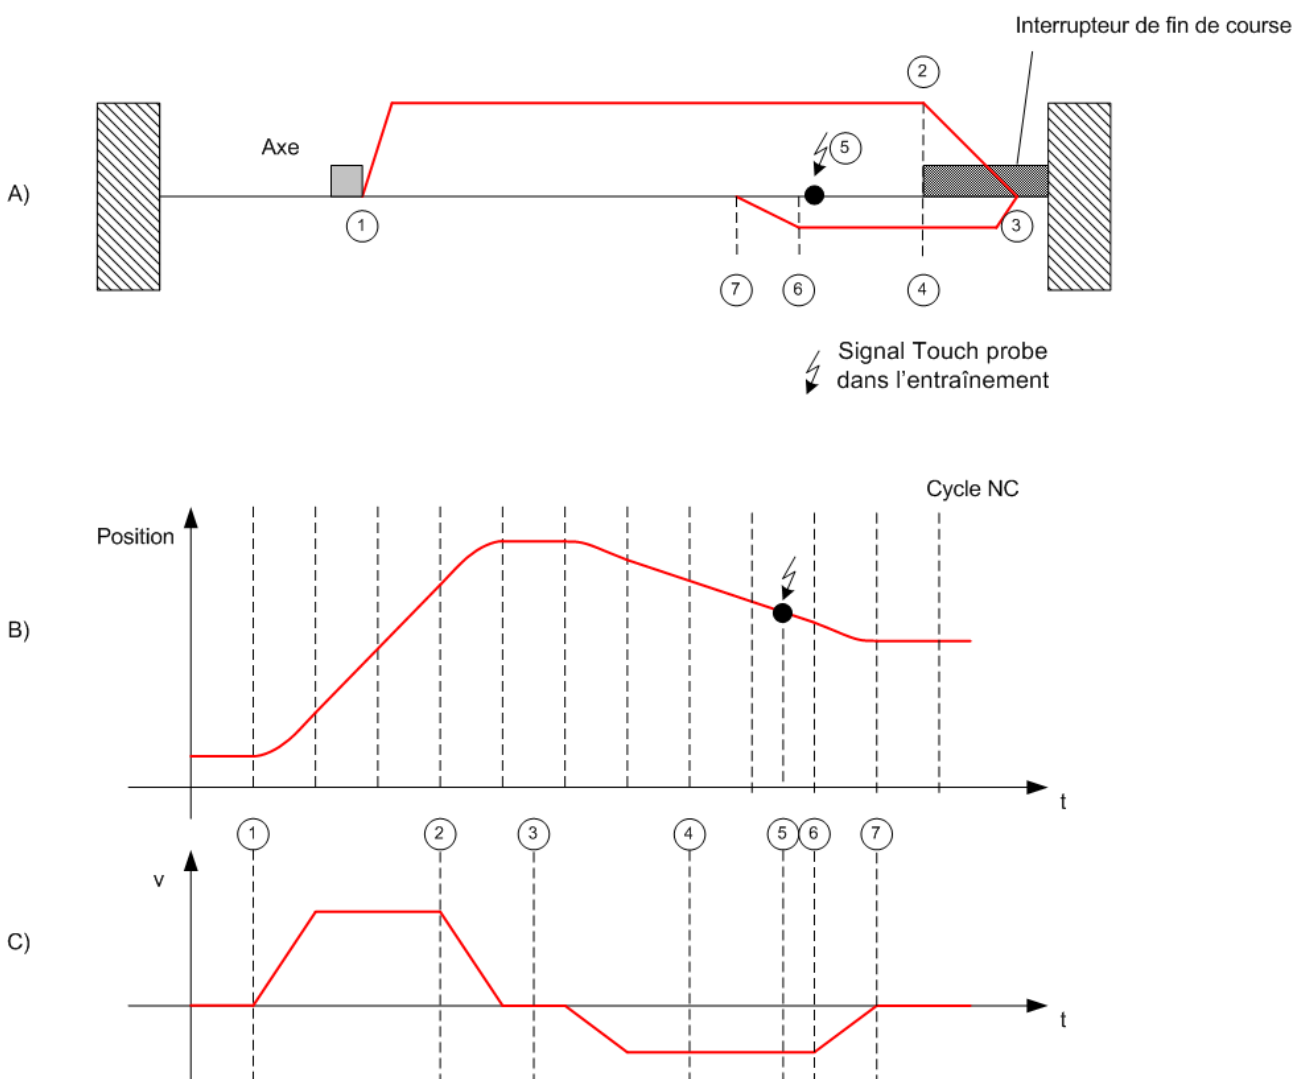 Interrupteur de fin de course
2
Axe
5
A)
1
3
7
6
4
Signal Touch probe
dans l'entraînement
Cycle NC
Position
B)
t
1
2
3
4
5
6
7
v
C)
t